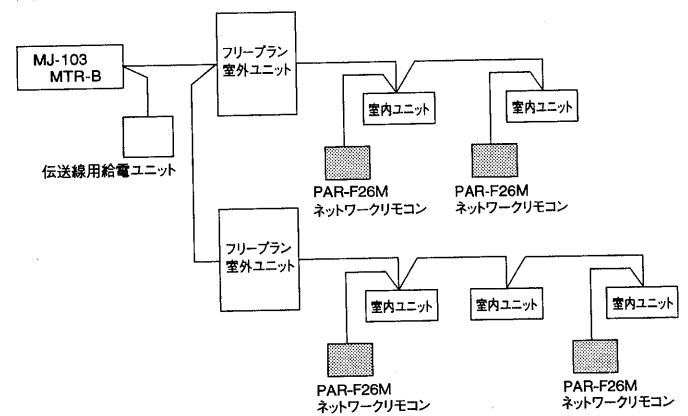 MJ-103
MTR-B
伝送線用給電ユニット
フリープラン
室外ユニット
室内ユニット
室内ユニット
PAR-F26M
ネットワークリモコン
PAR-F26M
ネットワークリモコン
フリープラン
室外ユニット
室内ユニット
室内ユニット
室内ユニット
PAR-F26M
ネットワークリモコン
PAR-F26M
ネットワークリモコン